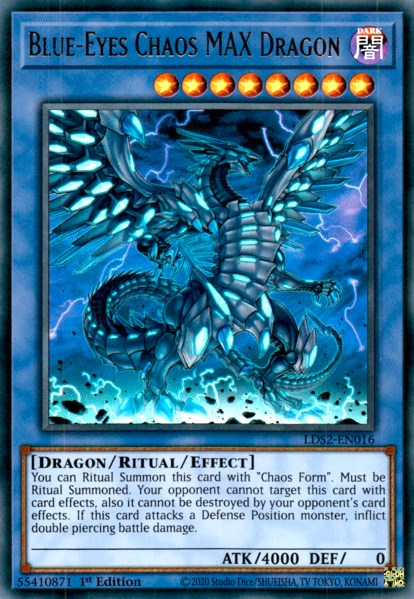 Blue-Eyes Chaos MAX Dragon
DARK
闇
LDS2-EN016
[Dragon/Ritual/Effect]
You can Ritual Summon this card with "Chaos Form". Must be
Ritual Summoned. Your opponent cannot target this card with
card effects, also it cannot be destroyed by your opponent's card
effects. If this card attacks a Defense Position monster, inflict
double piercing battle damage.
ATK/4000 DEF/ 0
55410871 1st Edition ©2020 Studio Dice/SHUEISHA, TV TOKYO, KONAMI